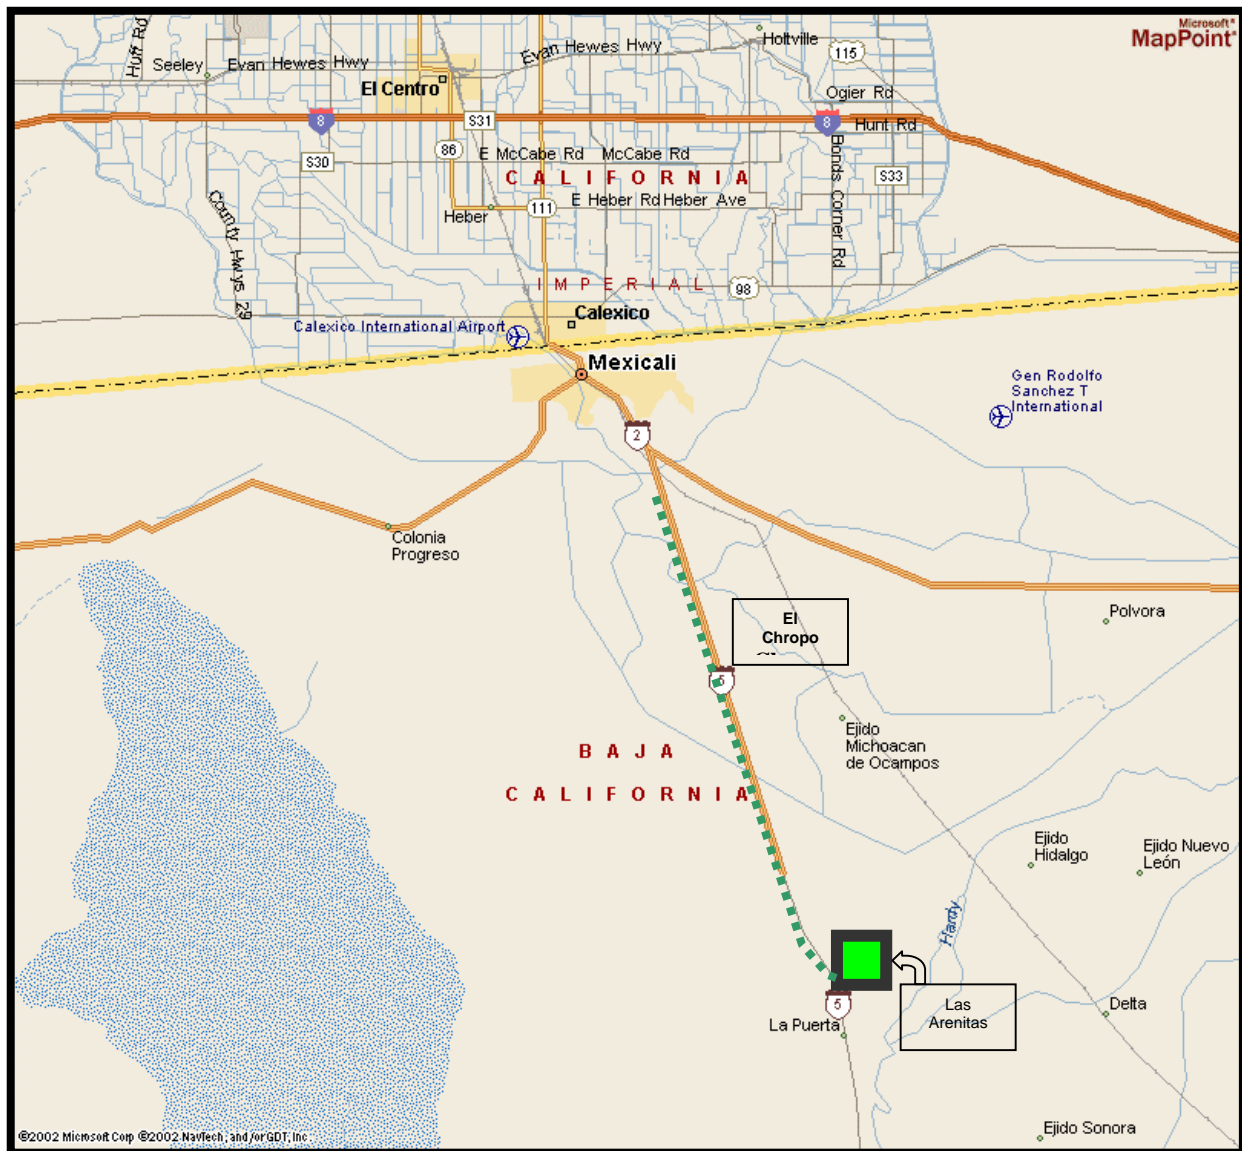 Microsoft®
MapPoint®
Huff Rd
Seeley
Evan Hewes Hwy
Evan Hewes Hwy
Holtville
115
El Centro
Ogier Rd
8
S31
8
Hunt Rd
86
E McCabe Rd
McCabe Rd
S30
Bonds Corner Rd
S33
CALIFORNIA
County Hwys 29
E Heber Rd
Heber Ave
Heber
111
IMPERIAL
98
Calexico
Calexico International Airport
Mexicali
Gen Rodolfo
Sanchez T
International
2
Colonia
Progreso
El
Chropo
Polvora
5
Ejido
Michoacan
de Ocampos
BAJA
CALIFORNIA
Ejido
Hidalgo
Ejido Nuevo
León
Hardy
5
Las
Arenitas
La Puerta
Delta
Ejido Sonora
©2002 Microsoft Corp ©2002 NavTech, and/or GDT, Inc.